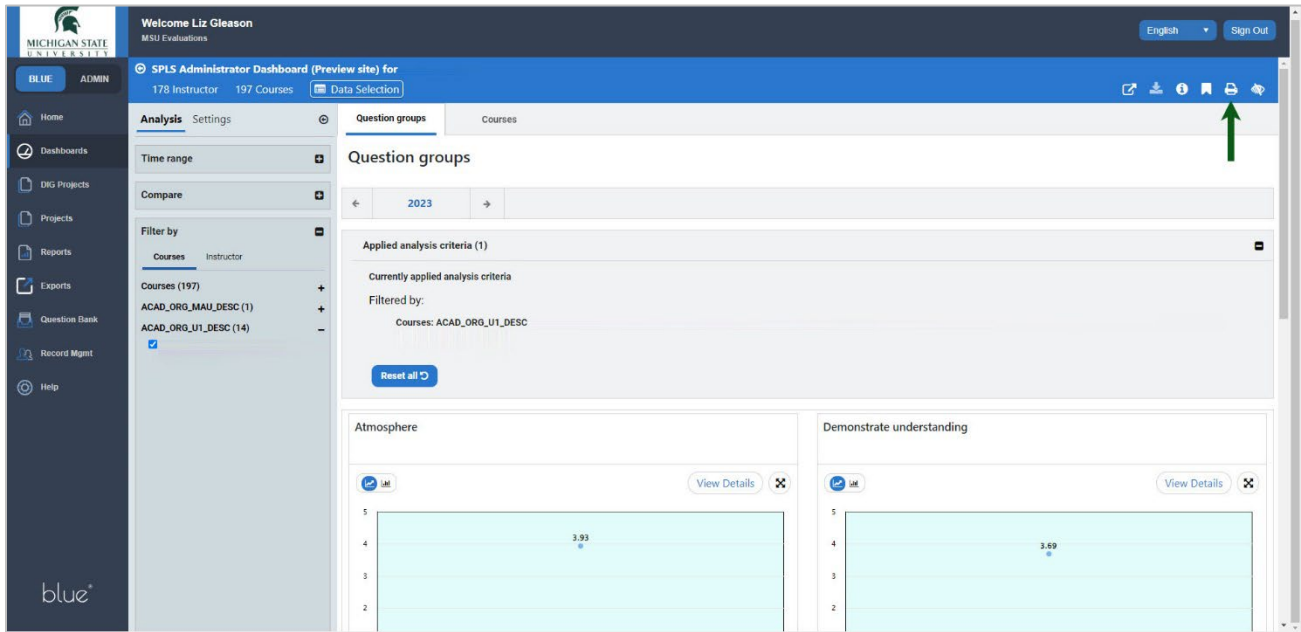 MICHIGAN STATE
UNIVERSITY
Welcome Liz Gleason
MSU Evaluations
English
Sign Out
BLUE
ADMIN
SPLS Administrator Dashboard (Preview site) for
178 Instructor 197 Courses Data Selection
Home
Dashboards
DIG Projects
Projects
Reports
Exports
Question Bank
Record Mgmt
Help
blue
Analysis Settings
Time range
Compare
Filter by
Courses Instructor
Courses (197)
ACAD_ORG_MAU_DESC (1)
ACAD_ORG_U1_DESC (14)
Question groups Courses
Question groups
2023
Applied analysis criteria (1)
Currently applied analysis criteria
Filtered by:
Courses: ACAD_ORG_U1_DESC
Reset all
Atmosphere
View Details
5
4
3
2
3.93
Demonstrate understanding
View Details
5
4
3
2
3.69